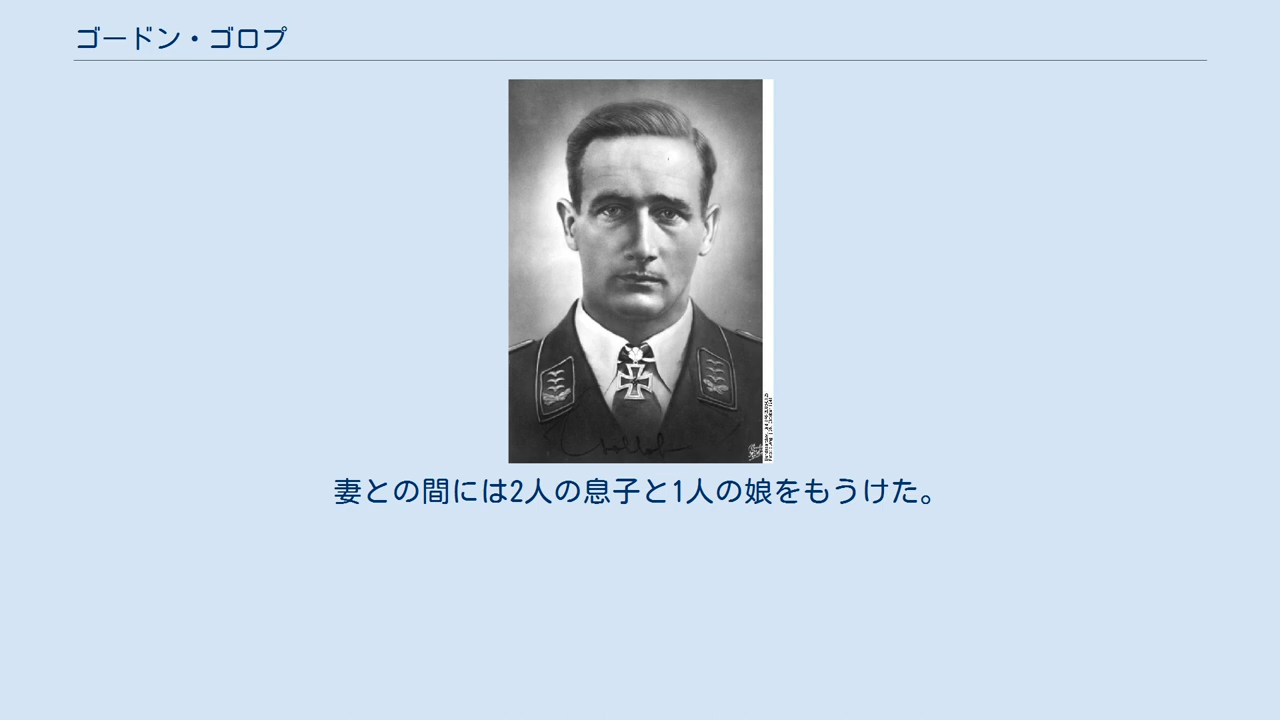 ゴードン・ゴロプ
妻との間には2人の息子と1人の娘をもうけた。